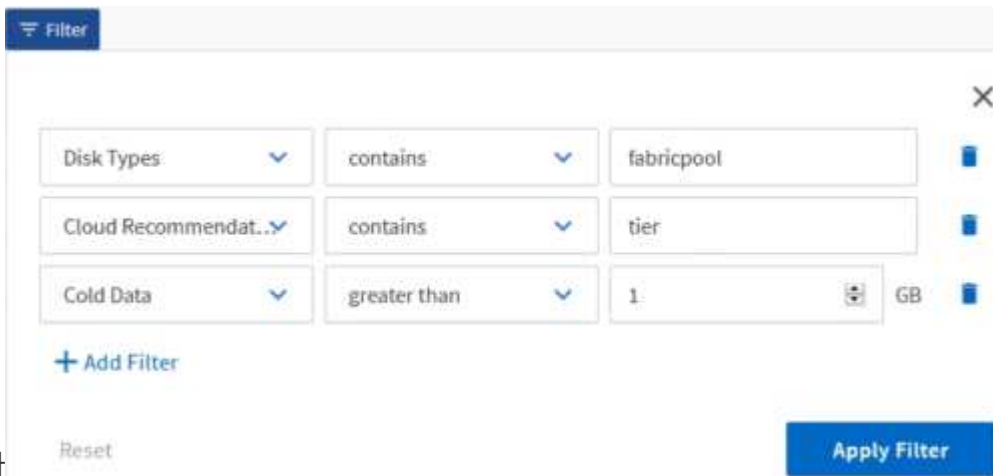 Filter
Disk Types contains fabricpool
Cloud Recommendat... contains tier
Cold Data greater than 1 GB
+ Add Filter
Reset Apply Filter